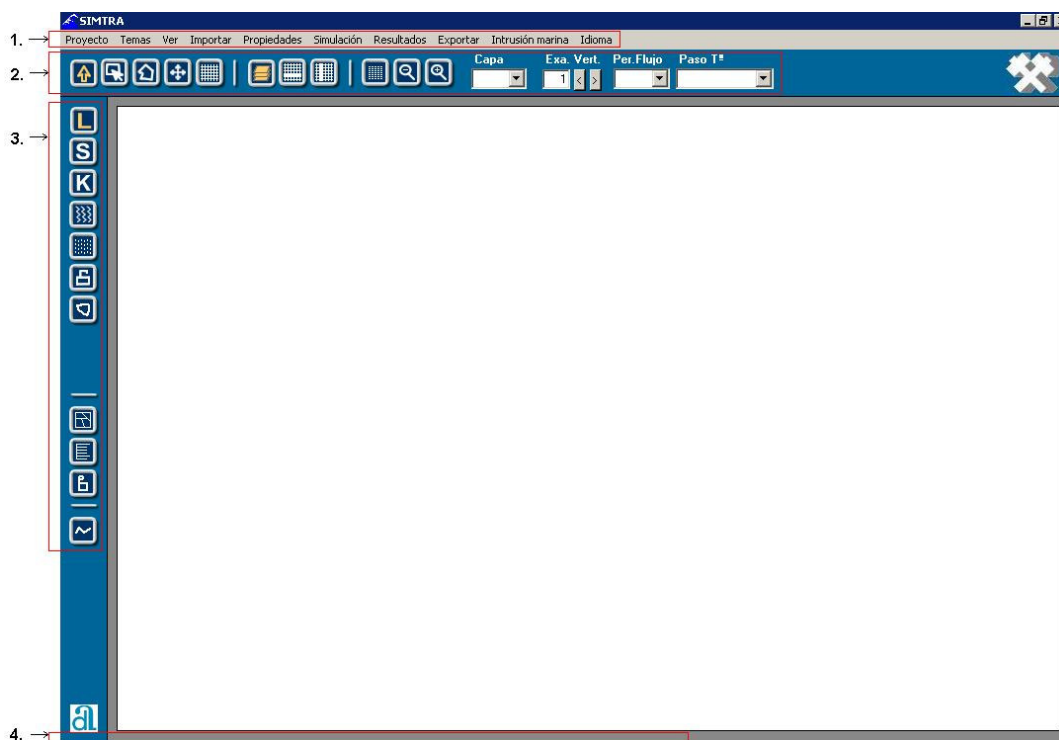 SIMTRA
1.
Proyecto Temas Ver Importar Propiedades Simulación Resultados Exportar Intrusión marina Idioma
2.
Capa Exa. Vert. Per.Flujo Paso Tª
1 < >
3.
L
S
K
4.